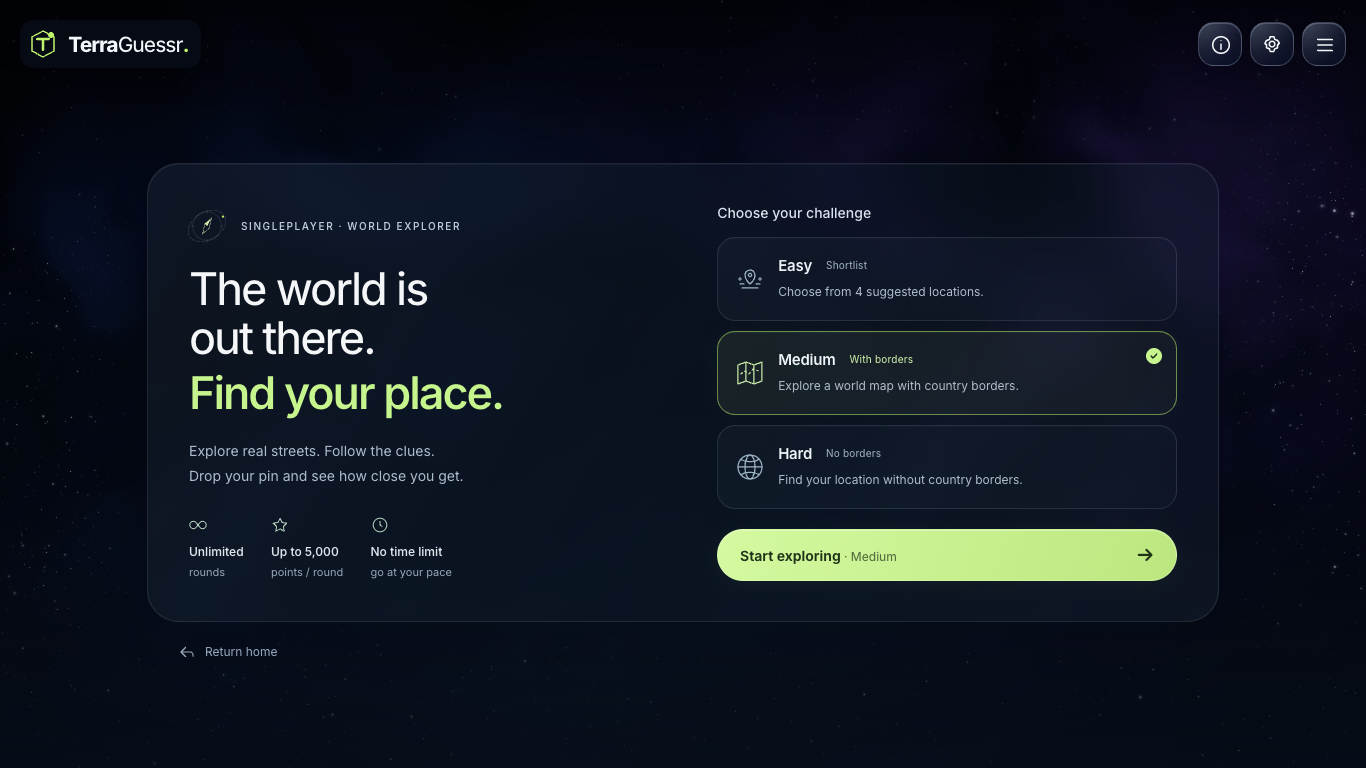 TerraGuessr.
SINGLEPLAYER · WORLD EXPLORER
The world is
out there.
Find your place.
Explore real streets. Follow the clues.
Drop your pin and see how close you get.
Unlimited
rounds
Up to 5,000
points / round
No time limit
go at your pace
Choose your challenge
Easy Shortlist
Choose from 4 suggested locations.
Medium With borders
Explore a world map with country borders.
Hard No borders
Find your location without country borders.
Start exploring · Medium
Return home